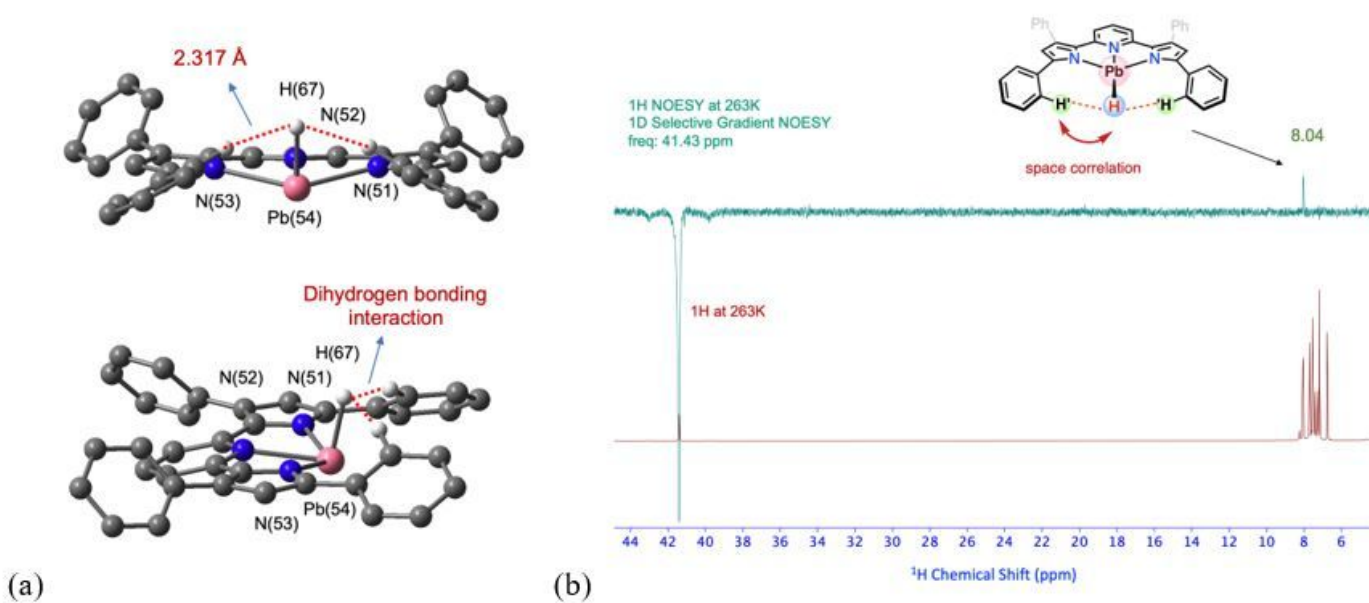 2.317 Å
H(67)
N(52)
N(53)
N(51)
Pb(54)
Dihydrogen bonding
interaction
H(67)
N(52)
N(51)
N(53)
Pb(54)
(a)
Ph
Ph
N
N
N
Pb
H'
H
'H
space correlation
1H NOESY at 263K
1D Selective Gradient NOESY
freq: 41.43 ppm
8.04
1H at 263K
44 42 40 38 36 34 32 30 28 26 24 22 20 18 16 14 12 10 8 6
¹H Chemical Shift (ppm)
(b)